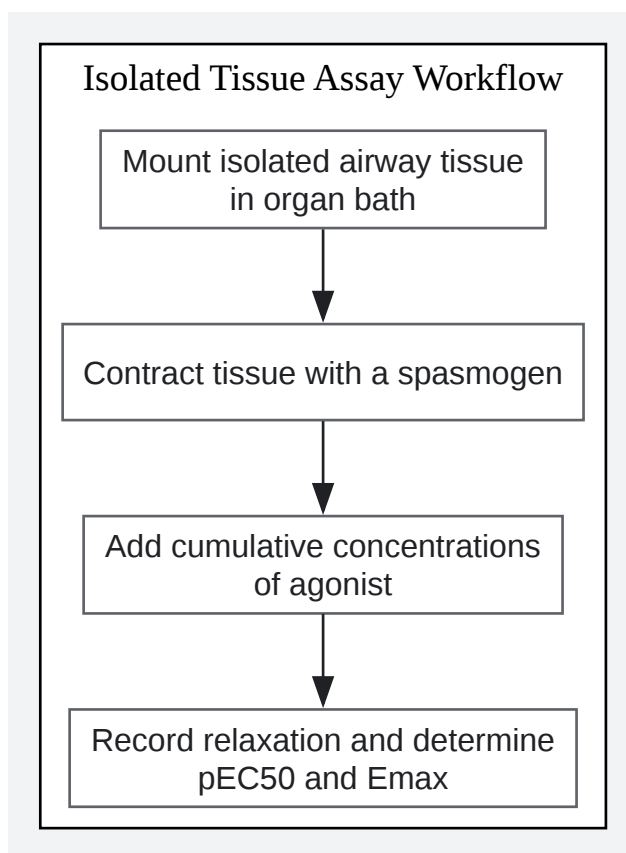 Isolated Tissue Assay Workflow
Mount isolated airway tissue
in organ bath
Contract tissue with a spasmogen
Add cumulative concentrations
of agonist
Record relaxation and determine
pEC50 and Emax